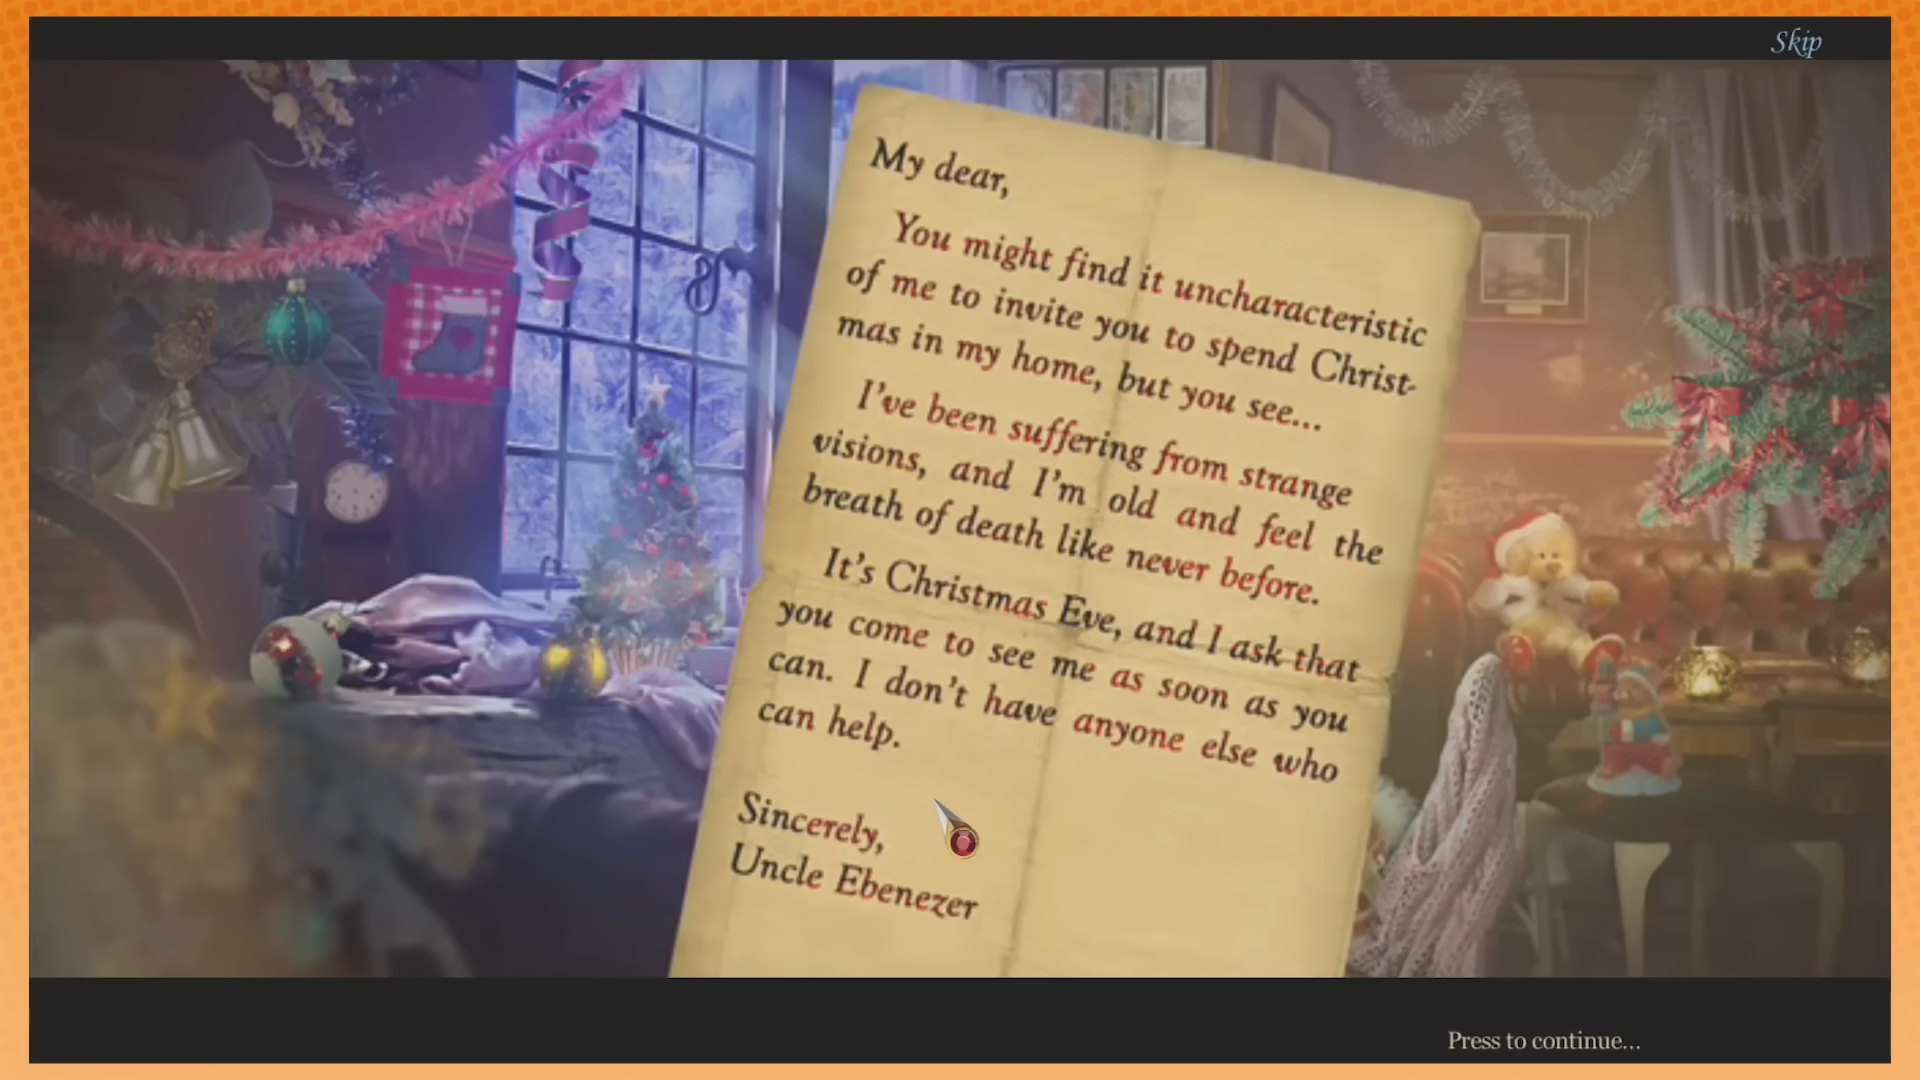 Skip
My dear,
You might find it uncharacteristic
of me to invite you to spend Christ-
mas in my home, but you see...
I've been suffering from strange
visions, and I'm old and feel the
breath of death like never before.
It's Christmas Eve, and I ask that
you come to see me as soon as you
can. I don't have anyone else who
can help.
Sincerely,
Uncle Ebenezer
Press to continue...